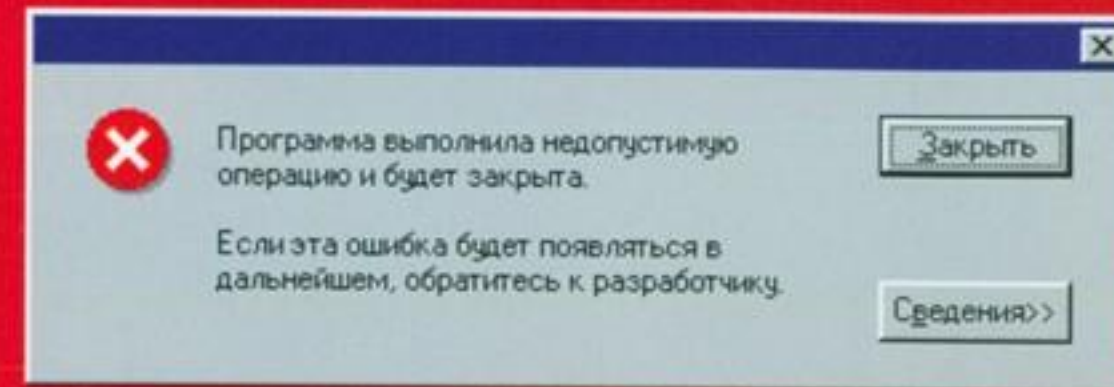 Программа выполнила недопустимую
операцию и будет закрыта.
Если эта ошибка будет появляться в
дальнейшем, обратитесь к разработчику.
Закрыть
Сведения>>